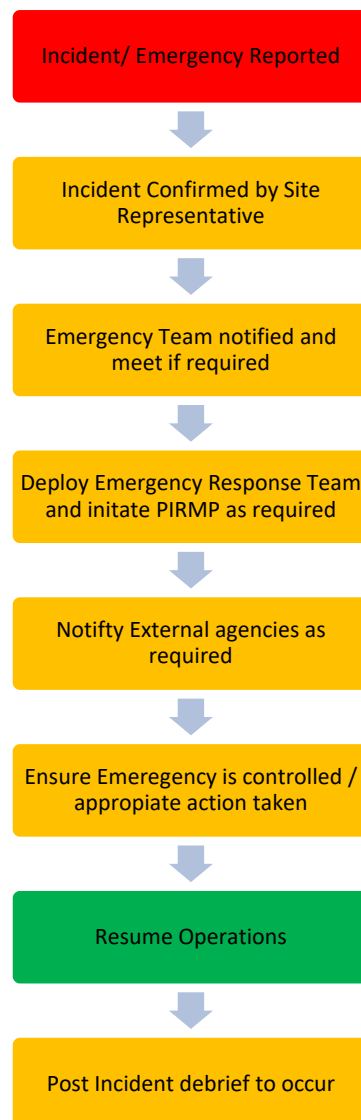 Incident/ Emergency Reported
Incident Confirmed by Site
Representative
Emergency Team notified and
meet if required
Deploy Emergency Response Team
and initate PIRMP as required
Notifty External agencies as
required
Ensure Emeregency is controlled /
appropiate action taken
Resume Operations
Post Incident debrief to occur